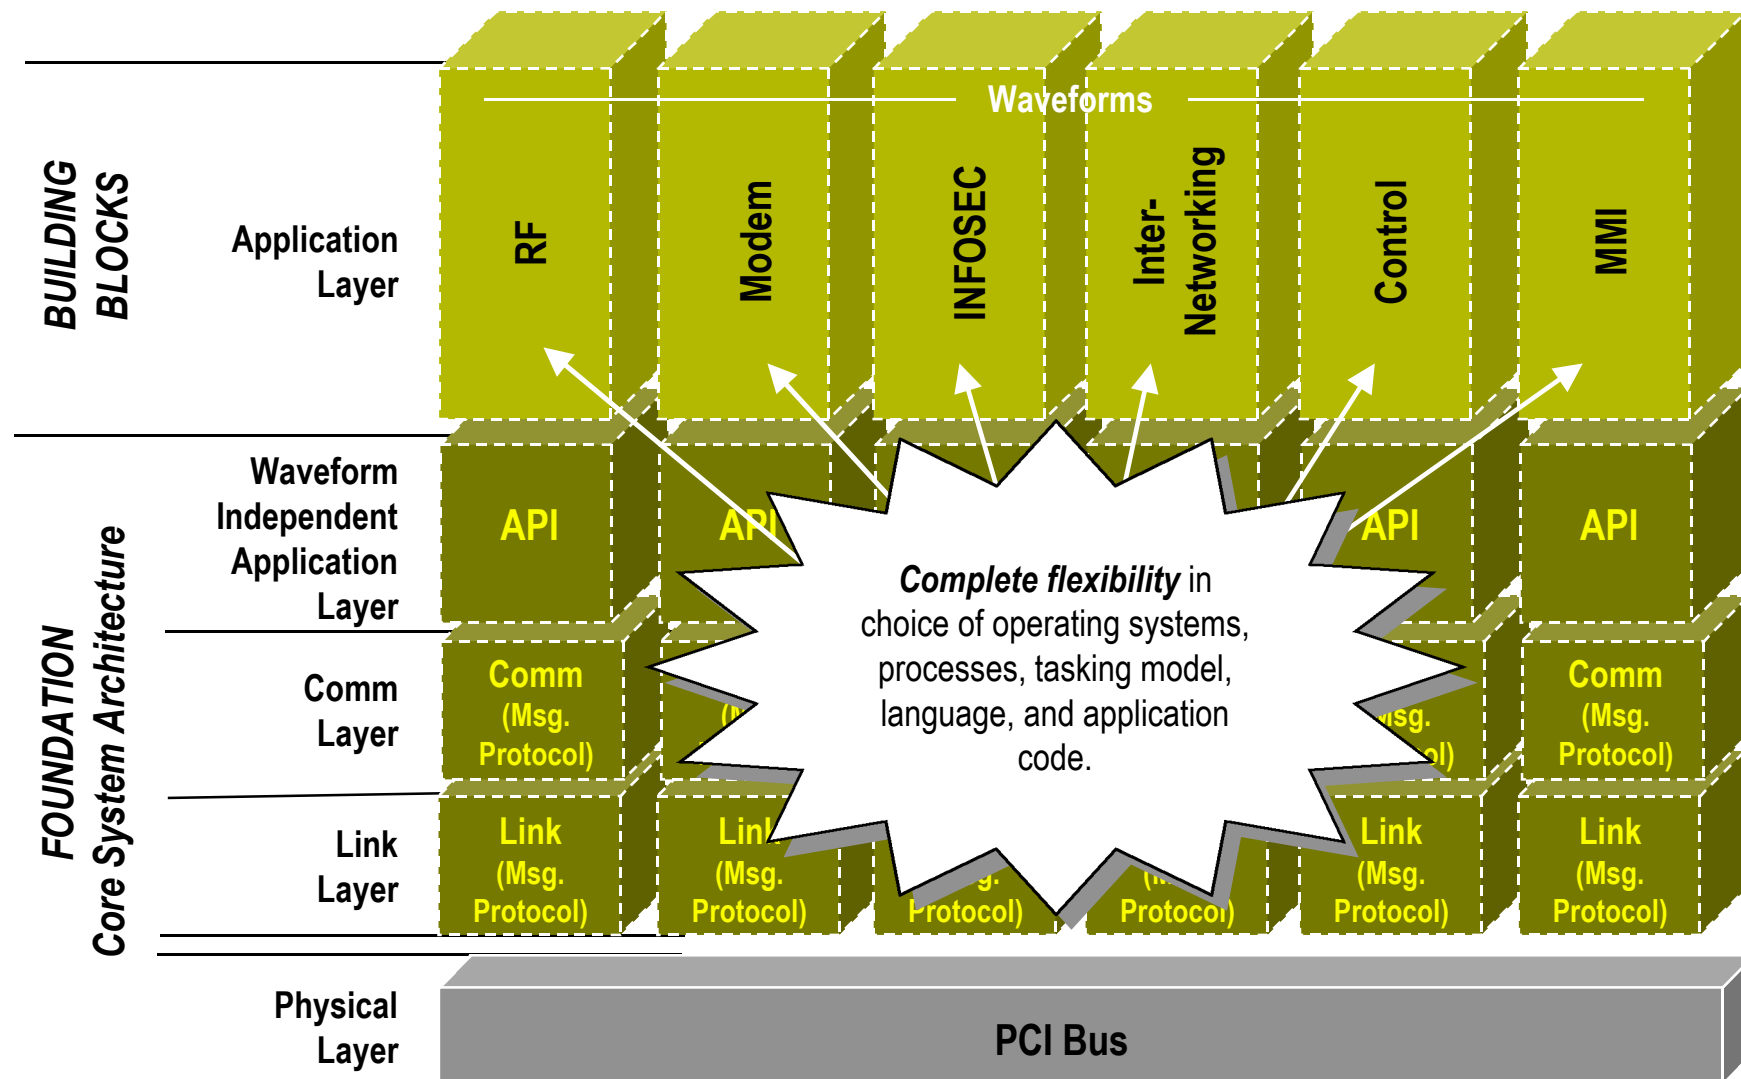 Waveforms
BUILDING
BLOCKS
Application
Layer
RF
Modem
INFOSEC
Inter-
Networking
Control
MMI
FOUNDATION
Core System Architecture
Waveform
Independent
Application
Layer
API
API
API
API
Complete flexibility in
choice of operating systems,
processes, tasking model,
language, and application
code.
Comm
Layer
Comm
(Msg.
Protocol)
Comm
(Msg.
Protocol)
Link
Layer
Link
(Msg.
Protocol)
Link
(Msg.
Protocol)
Protocol)
Protocol)
Link
(Msg.
Protocol)
Link
(Msg.
Protocol)
Physical
Layer
PCI Bus